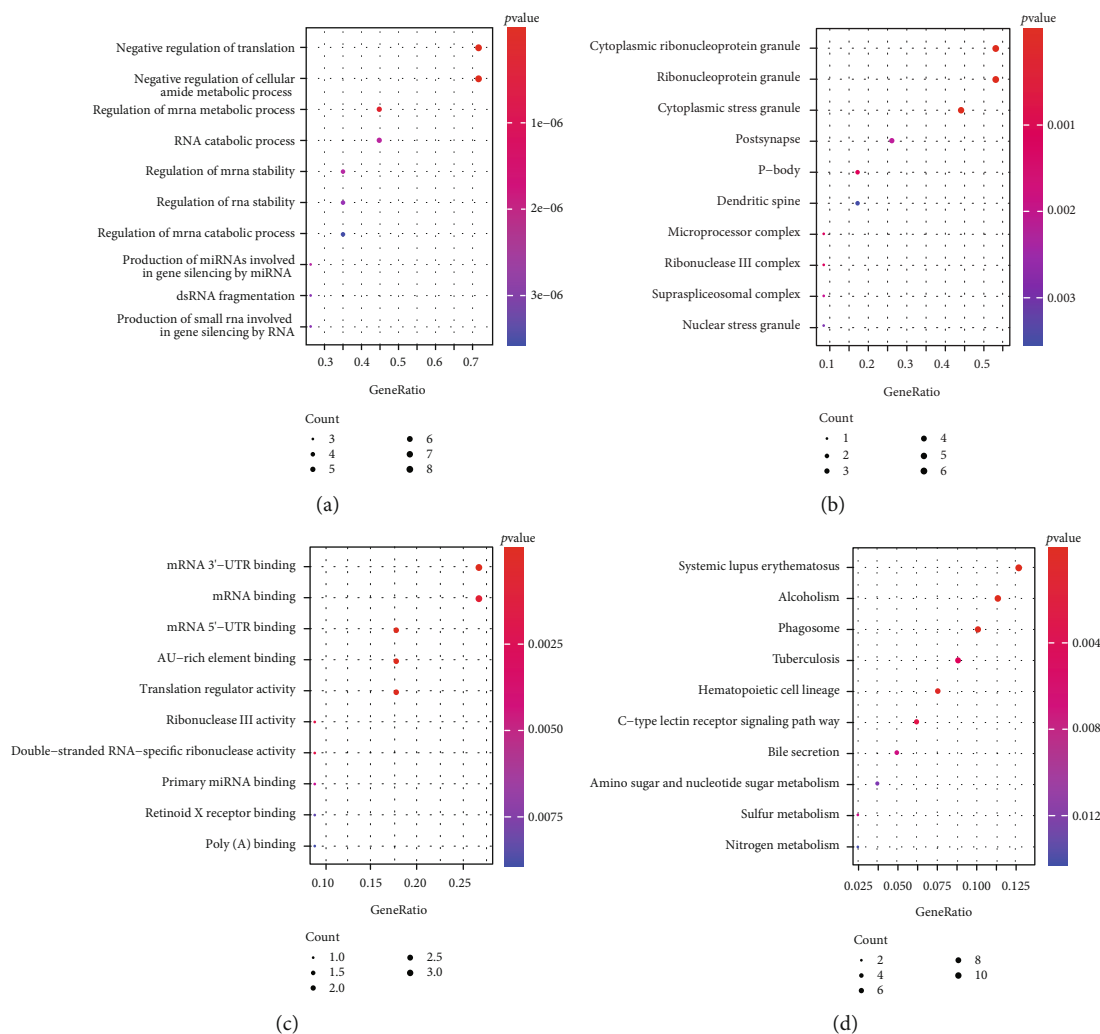 Negative regulation of translation
Negative regulation of cellular
amide metabolic process
Regulation of mrna metabolic process
RNA catabolic process
Regulation of mrna stability
Regulation of rna stability
Regulation of mrna catabolic process
Production of miRNAs involved
in gene silencing by miRNA
dsRNA fragmentation
Production of small rna involved
in gene silencing by RNA
0.3 0.4 0.5 0.6 0.7
GeneRatio
pvalue
1e−06
2e−06
3e−06
Count
3 6
4 7
5 8
(a)
Cytoplasmic ribonucleoprotein granule
Ribonucleoprotein granule
Cytoplasmic stress granule
Postsynapse
P−body
Dendritic spine
Microprocessor complex
Ribonuclease III complex
Supraspliceosomal complex
Nuclear stress granule
0.1 0.2 0.3 0.4 0.5
GeneRatio
pvalue
0.001
0.002
0.003
Count
1 4
2 5
3 6
(b)
mRNA 3'−UTR binding
mRNA binding
mRNA 5'−UTR binding
AU−rich element binding
Translation regulator activity
Ribonuclease III activity
Double−stranded RNA−specific ribonuclease activity
Primary miRNA binding
Retinoid X receptor binding
Poly (A) binding
0.10 0.15 0.20 0.25
GeneRatio
pvalue
0.0025
0.0050
0.0075
Count
1.0 2.5
1.5 3.0
2.0
(c)
Systemic lupus erythematosus
Alcoholism
Phagosome
Tuberculosis
Hematopoietic cell lineage
C−type lectin receptor signaling path way
Bile secretion
Amino sugar and nucleotide sugar metabolism
Sulfur metabolism
Nitrogen metabolism
0.025 0.050 0.075 0.100 0.125
GeneRatio
pvalue
0.004
0.008
0.012
Count
2 8
4 10
6
(d)